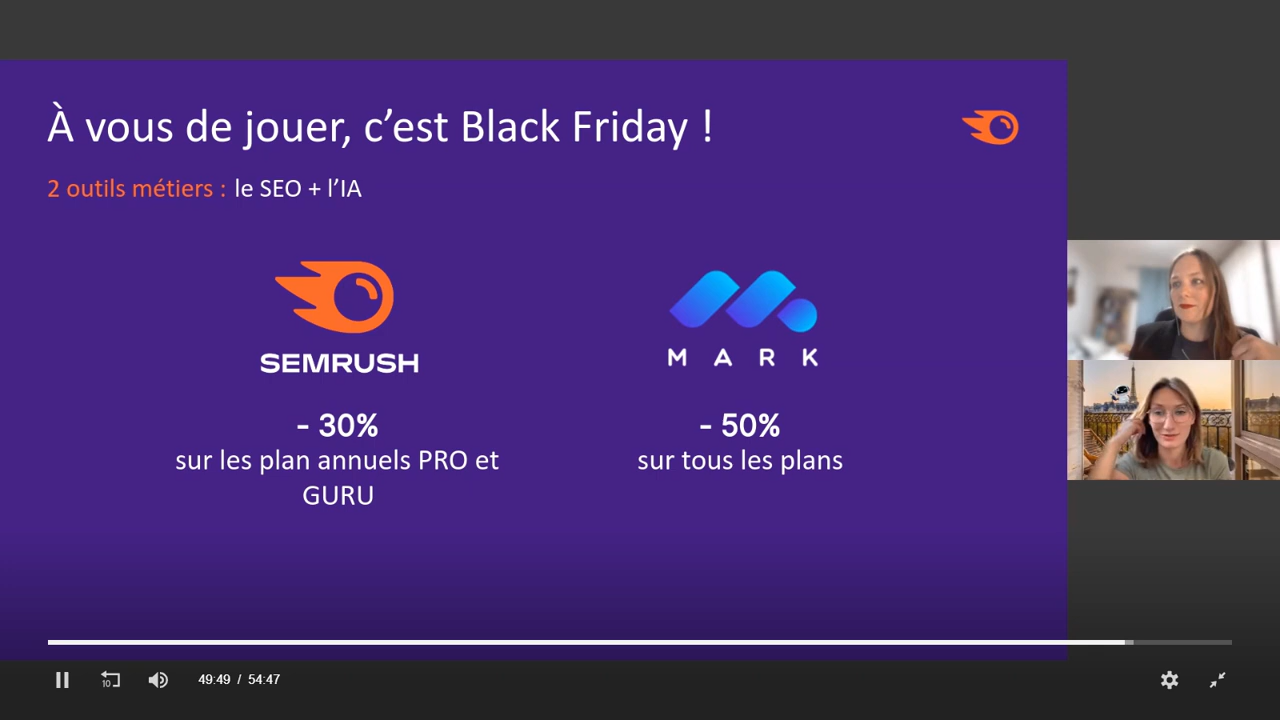 À vous de jouer, c’est Black Friday !
2 outils métiers : le SEO + l’IA
SEMRUSH
- 30%
sur les plan annuels PRO et
GURU
MARK
- 50%
sur tous les plans
10
49:49 / 54:47